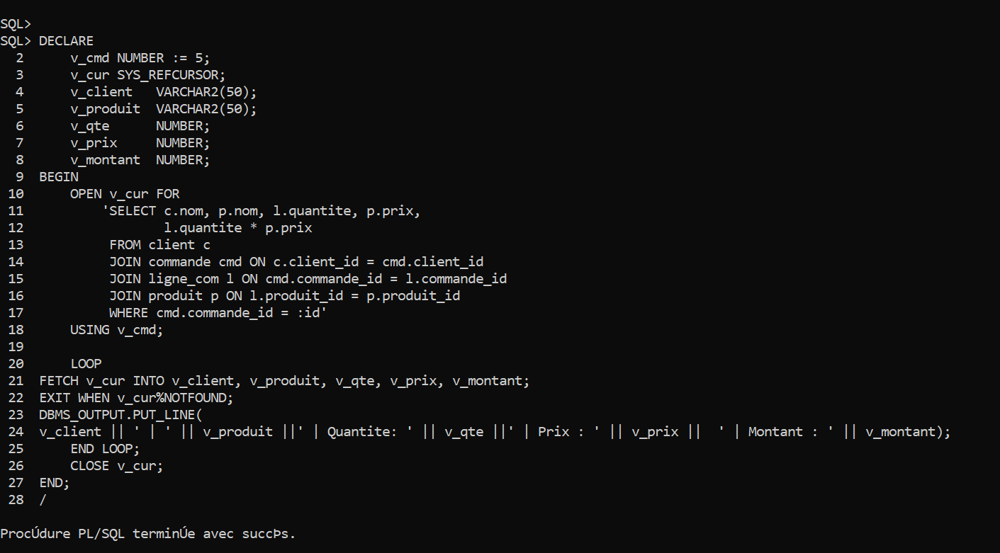 SQL>
SQL> DECLARE
  2      v_cmd NUMBER := 5;
  3      v_cur SYS_REFCURSOR;
  4      v_client   VARCHAR2(50);
  5      v_produit  VARCHAR2(50);
  6      v_qte      NUMBER;
  7      v_prix     NUMBER;
  8      v_montant  NUMBER;
  9  BEGIN
 10      OPEN v_cur FOR
 11          'SELECT c.nom, p.nom, l.quantite, p.prix,
 12                  l.quantite * p.prix
 13           FROM client c
 14           JOIN commande cmd ON c.client_id = cmd.client_id
 15           JOIN ligne_com l ON cmd.commande_id = l.commande_id
 16           JOIN produit p ON l.produit_id = p.produit_id
 17           WHERE cmd.commande_id = :id'
 18      USING v_cmd;
 19
 20      LOOP
 21  FETCH v_cur INTO v_client, v_produit, v_qte, v_prix, v_montant;
 22  EXIT WHEN v_cur%NOTFOUND;
 23  DBMS_OUTPUT.PUT_LINE(
 24  v_client || ' | ' || v_produit ||' | Quantite: ' || v_qte ||' | Prix : ' || v_prix ||  ' | Montant : ' || v_montant);
 25      END LOOP;
 26      CLOSE v_cur;
 27  END;
 28  /
ProcÚdure PL/SQL terminÚe avec succÞs.